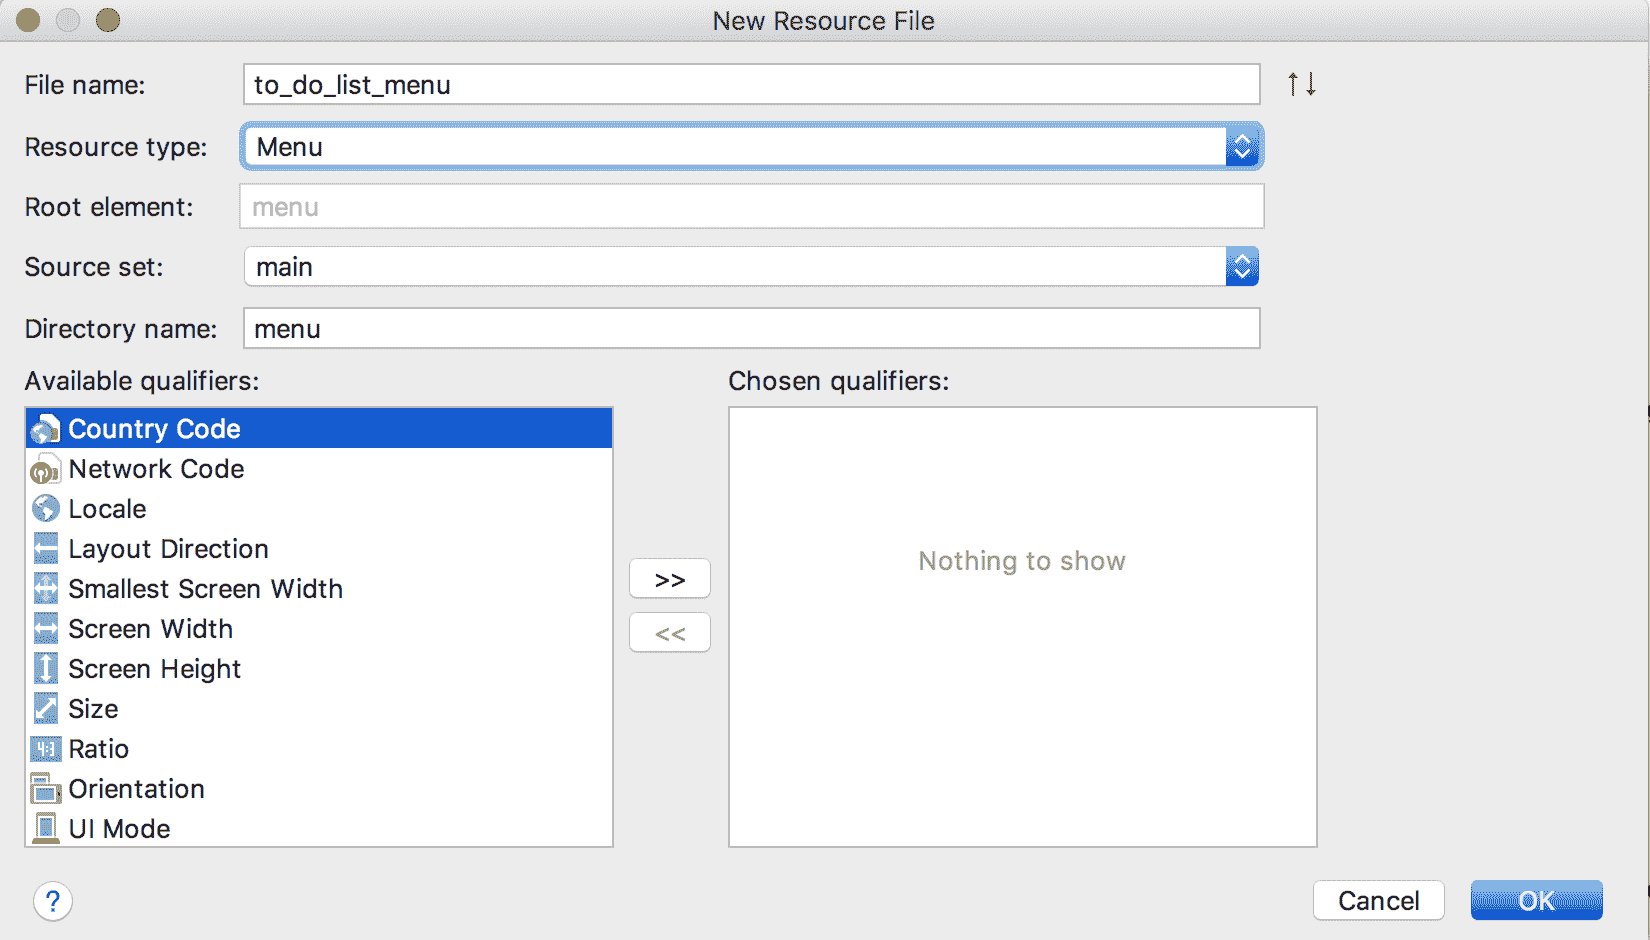 New Resource File
File name: to_do_list_menu ↑↓
Resource type: Menu
Root element: menu
Source set: main
Directory name: menu
Available qualifiers: Chosen qualifiers:
Country Code
Network Code
Locale
Layout Direction
Smallest Screen Width
Screen Width
Screen Height
Size
4:3 Ratio
Orientation
UI Mode
>>
<<
Nothing to show
? Cancel OK